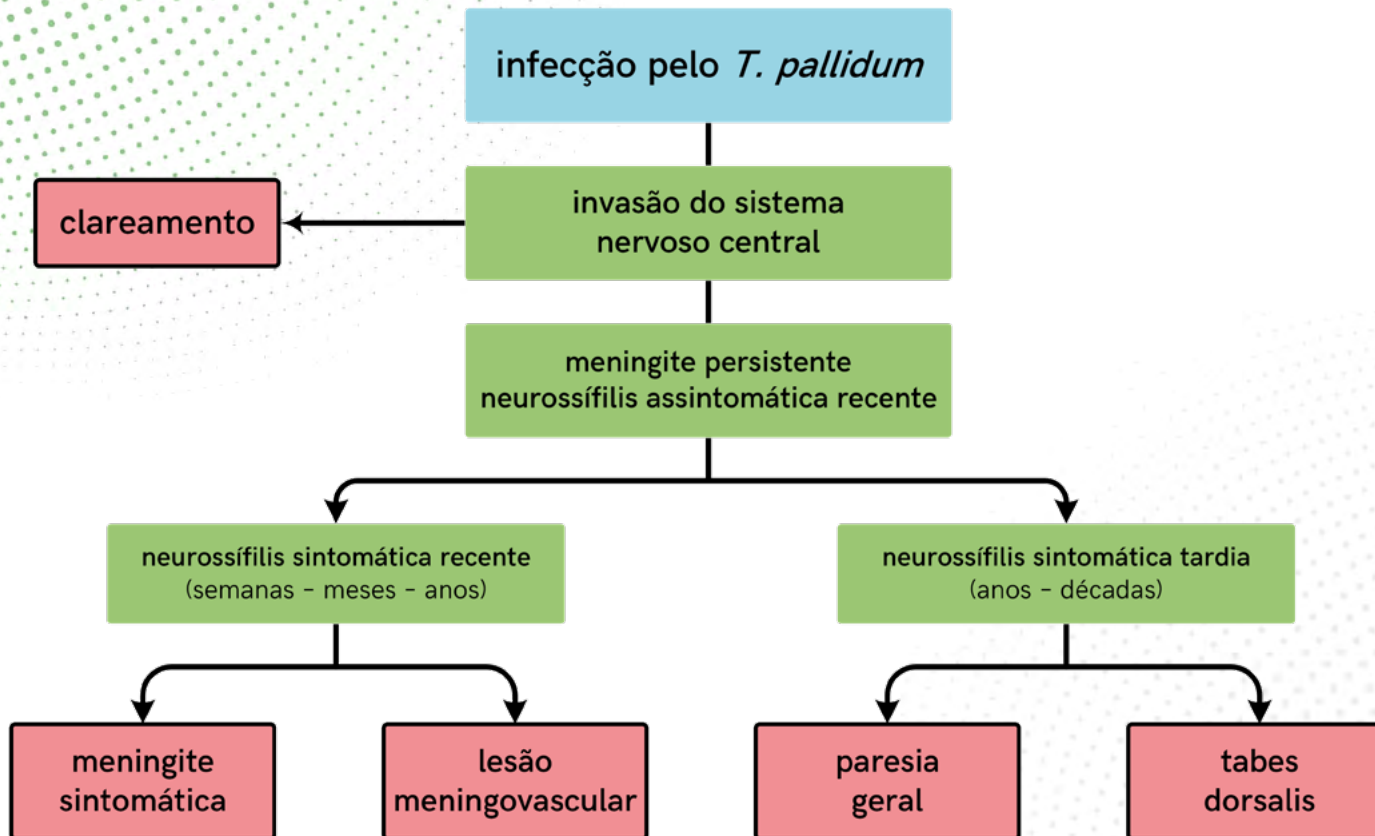 infecção pelo T. pallidum
clareamento
invasão do sistema
nervoso central
meningite persistente
neurossífilis assintomática recente
neurossífilis sintomática recente
(semanas - meses - anos)
neurossífilis sintomática tardia
(anos - décadas)
meningite
sintomática
lesão
meningovascular
paresia
geral
tabes
dorsalis